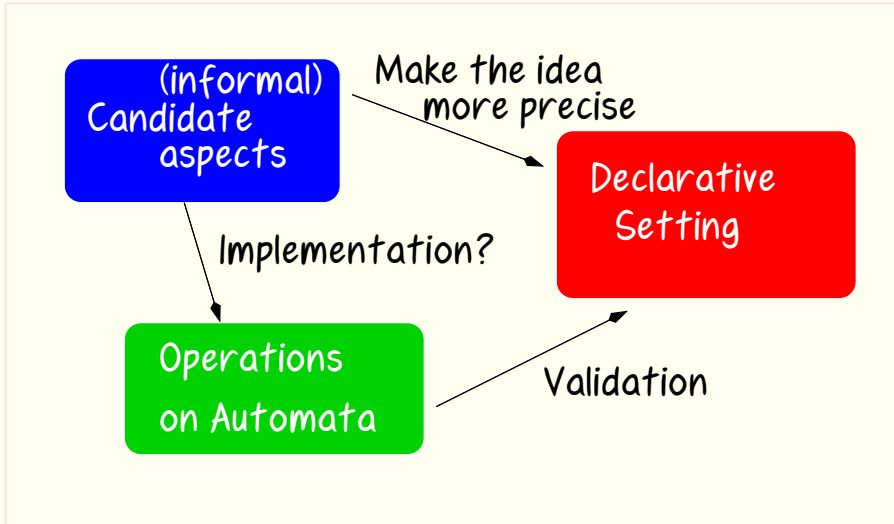 (informal)
Candidate
aspects
Make the idea
more precise
Declarative
Setting
Implementation?
Operations
on Automata
Validation